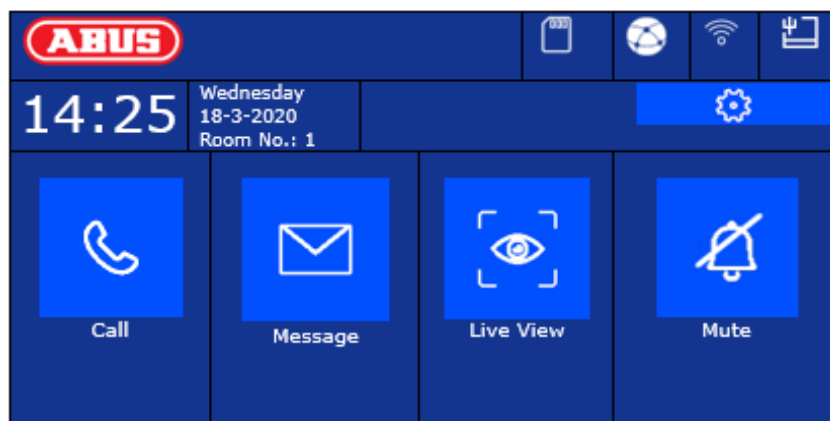 ABUS
14:25
Wednesday
18-3-2020
Room No.: 1
Call
Message
Live View
Mute